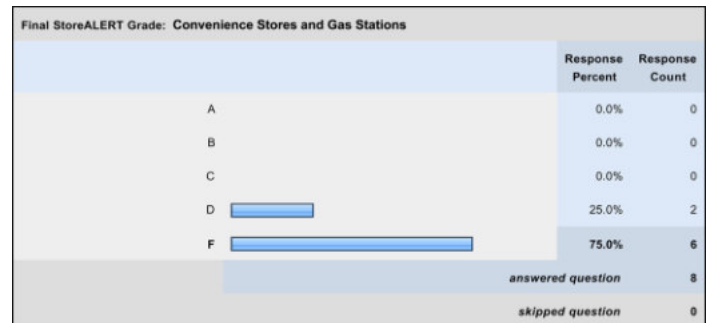 Final StoreALERT Grade: Convenience Stores and Gas Stations
Response Percent Response Count
A 0.0% 0
B 0.0% 0
C 0.0% 0
D 25.0% 2
F 75.0% 6
answered question 8
skipped question 0